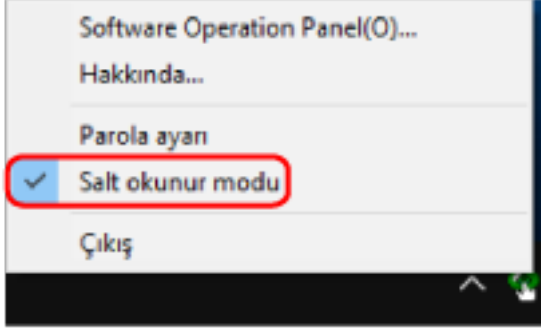 Software Operation Panel(O)...
Hakkında...
Parola ayarı
Salt okunur modu
Çıkış